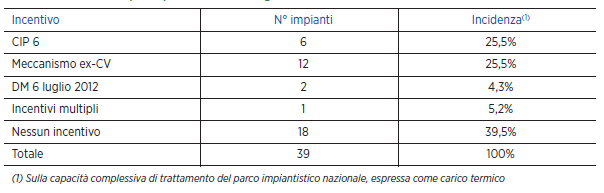 Incentivo N° impianti Incidenza(1)
CIP 6 6 25,5%
Meccanismo ex-CV 12 25,5%
DM 6 luglio 2012 2 4,3%
Incentivi multipli 1 5,2%
Nessun incentivo 18 39,5%
Totale 39 100%
(1) Sulla capacità complessiva di trattamento del parco impiantistico nazionale, espressa come carico termico